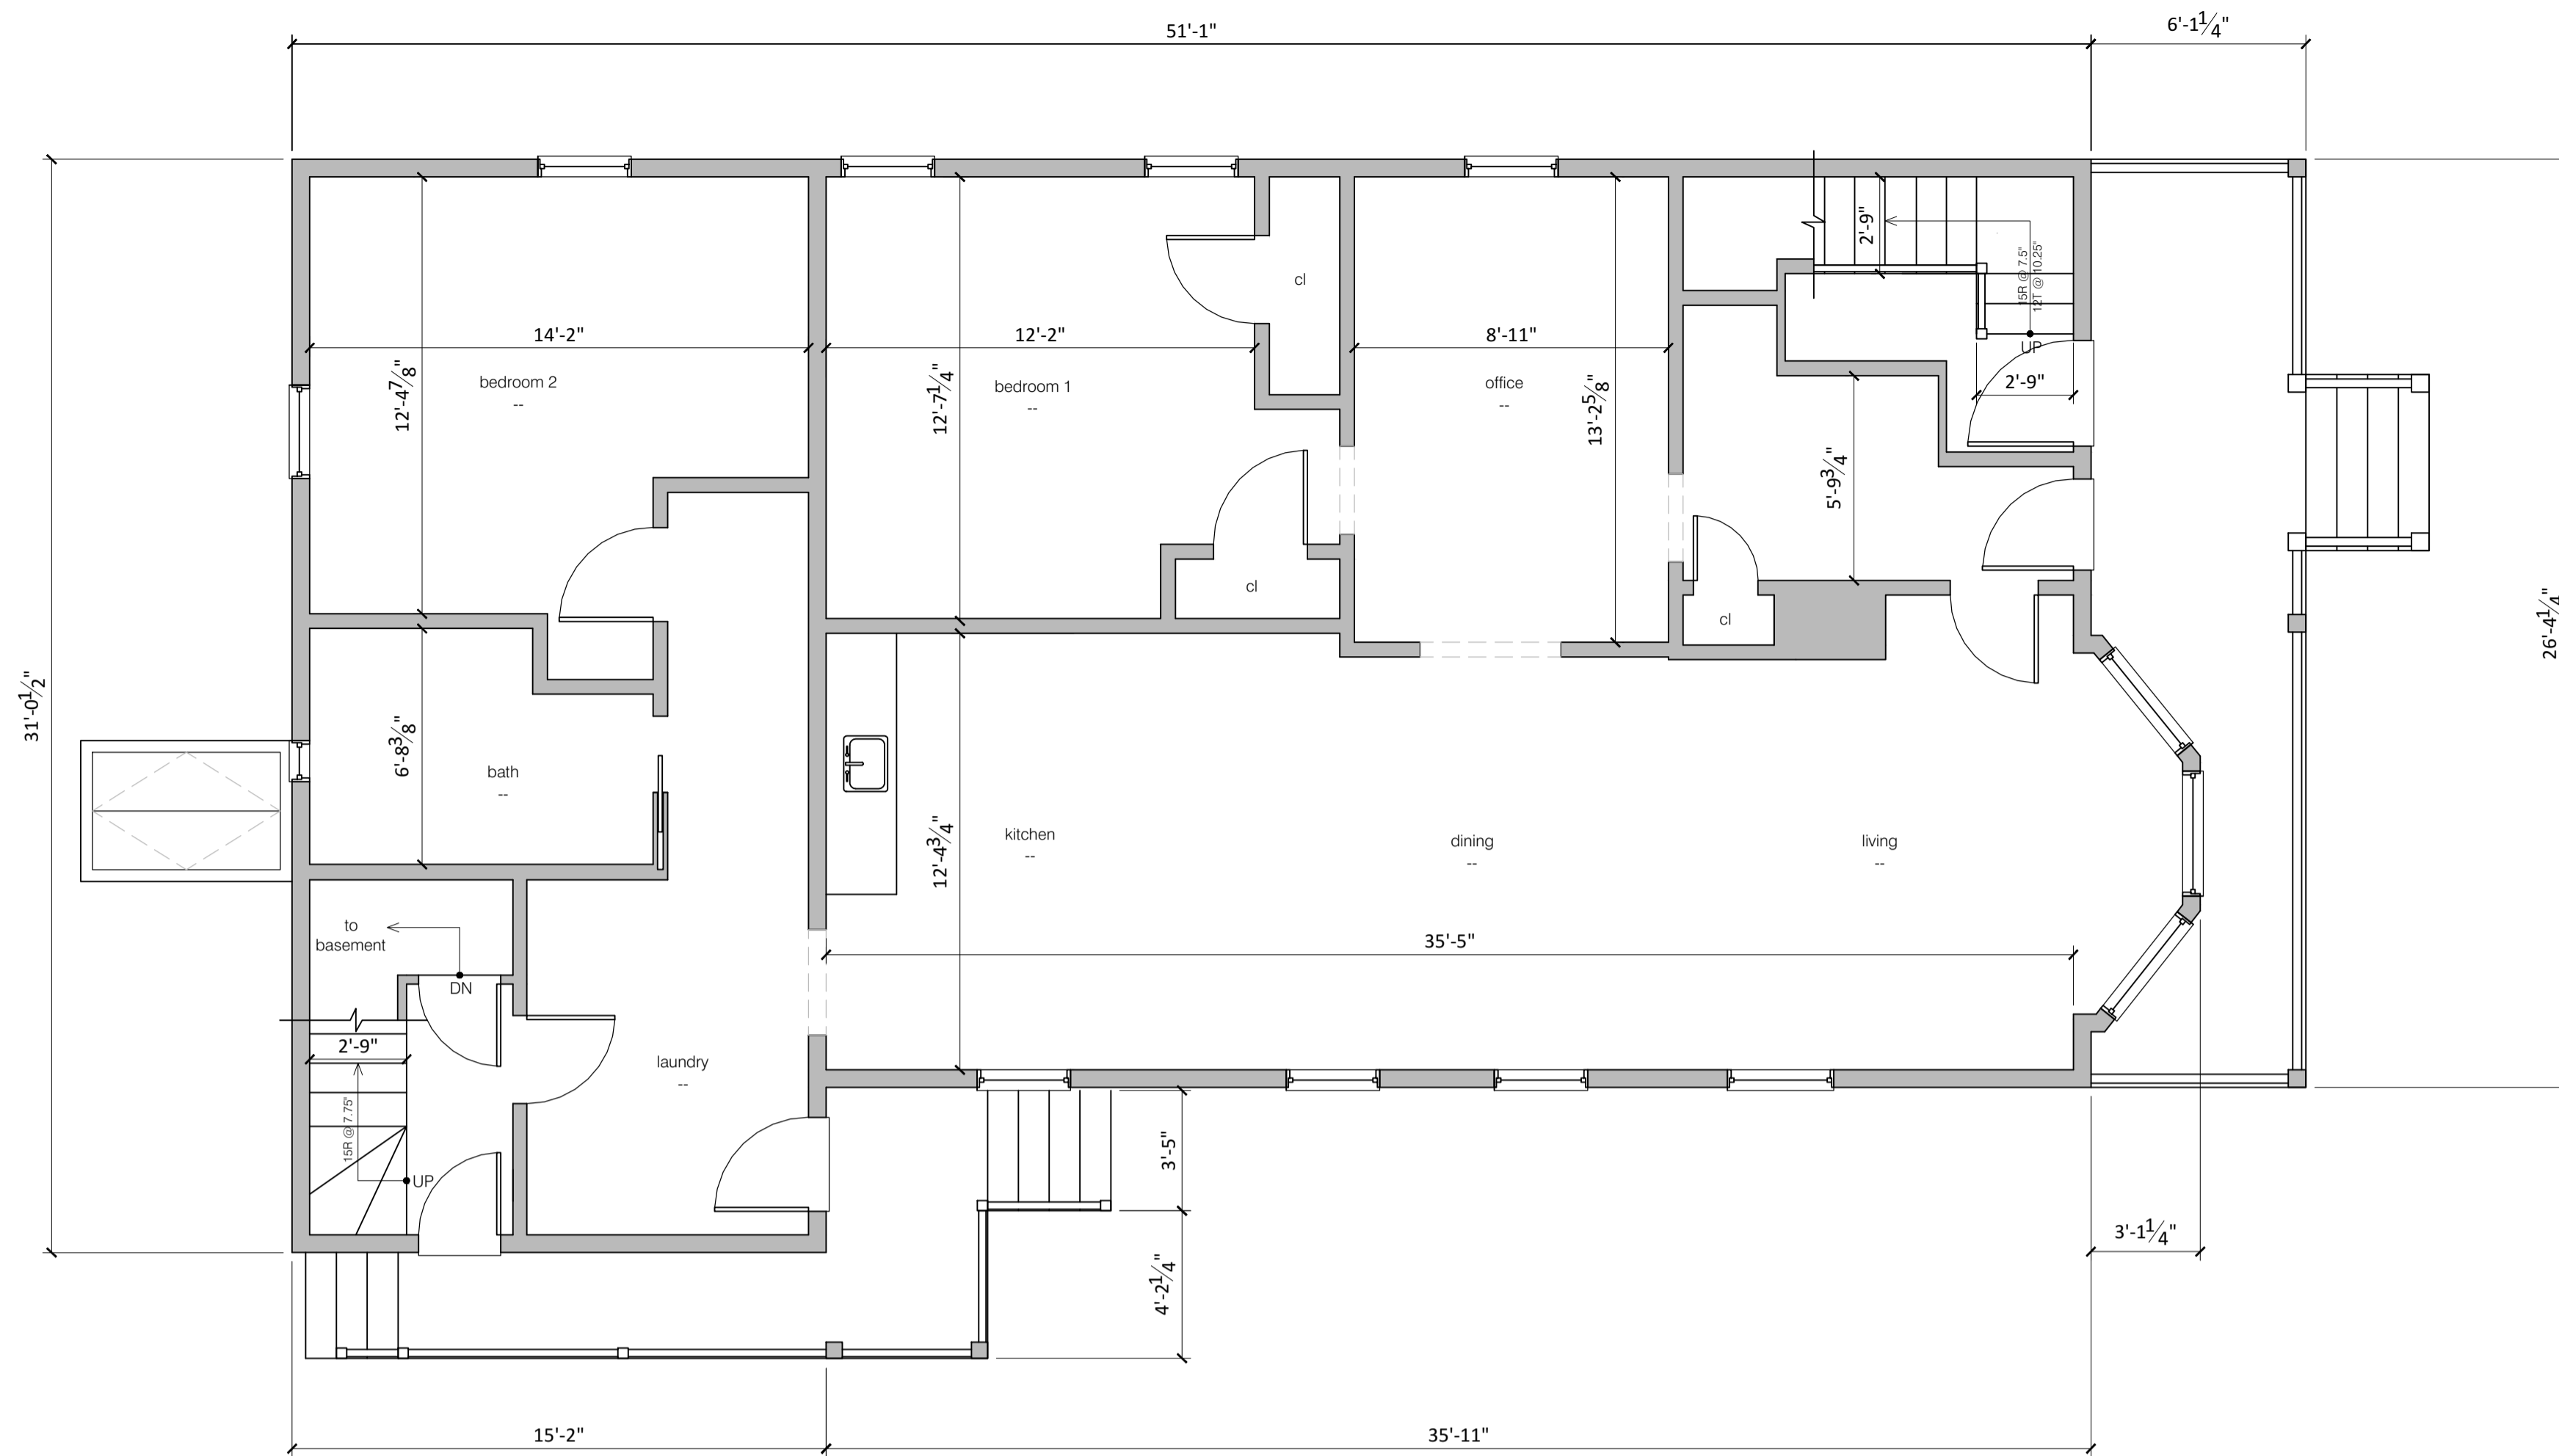 51'-1"
6'-1 1/4"
2'-9"
15R @ 7.5"
12T @ 10.25"
cl
14'-2"
12'-2"
8'-11"
UP
bedroom 2
--
bedroom 1
--
office
--
2'-9"
12'-4 7/8"
12'-7 1/4"
13'-2 5/8"
5'-9 3/4"
cl
cl
31'-0 1/2"
26'-4 1/4"
6'-8 3/8"
bath
--
kitchen
--
dining
--
living
--
12'-4 3/4"
to
basement
35'-5"
DN
2'-9"
laundry
--
15R @ 7.75"
UP
3'-5"
3'-1 1/4"
4'-2 1/4"
15'-2"
35'-11"